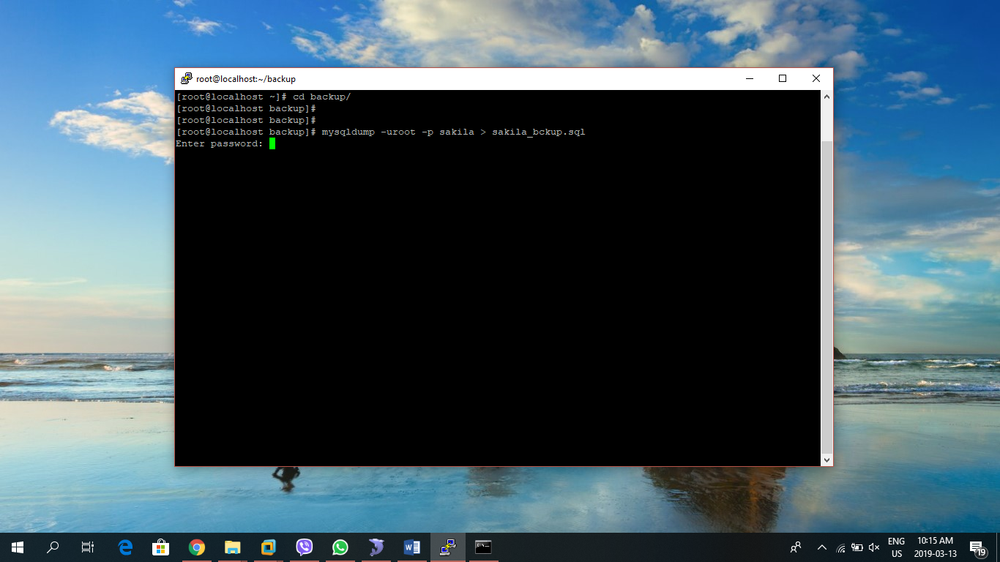 root@localhost:~/backup
[root@localhost ~]# cd backup/
[root@localhost backup]#
[root@localhost backup]#
[root@localhost backup]# mysqldump -uroot -p sakila > sakila_bckup.sql
Enter password:
ENG
US
10:15 AM
2019-03-13
19